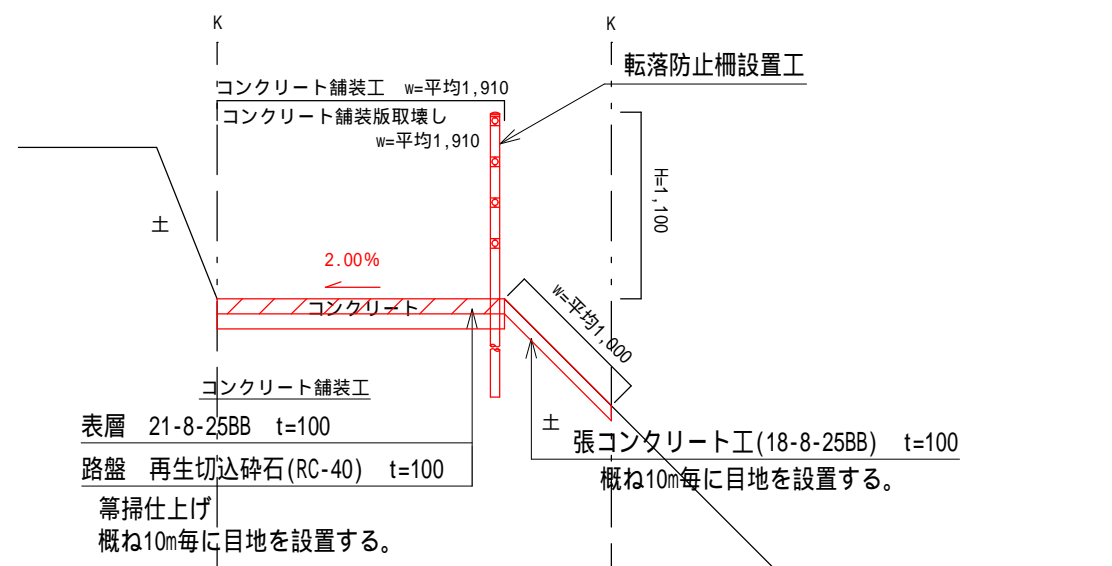 K
K
転落防止柵設置工
コンクリート舗装工 w=平均1,910
コンクリート舗装版取壊し
w=平均1,910
H=1,100
土
2.00%
コンクリート
w=平均1,000
コンクリート舗装工
表層 21-8-25BB t=100
土
張コンクリート工(18-8-25BB) t=100
路盤 再生切込砕石(RC-40) t=100
概ね10m毎に目地を設置する。
箒掃仕上げ
概ね10m毎に目地を設置する。